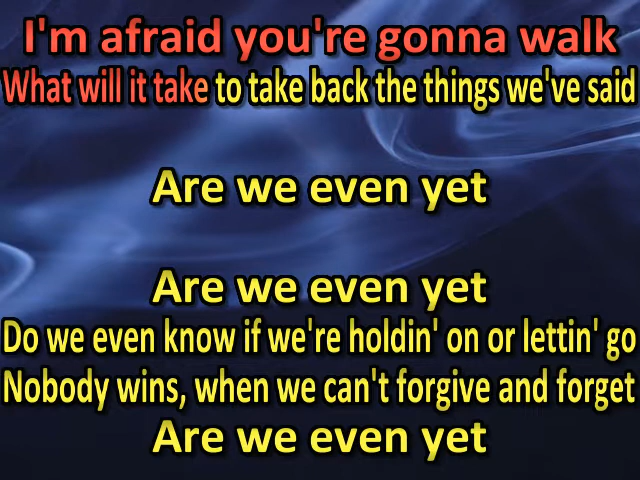 I'm afraid you're gonna walk
What will it take to take back the things we've said
Are we even yet
Are we even yet
Do we even know if we're holdin' on or lettin' go
Nobody wins, when we can't forgive and forget
Are we even yet